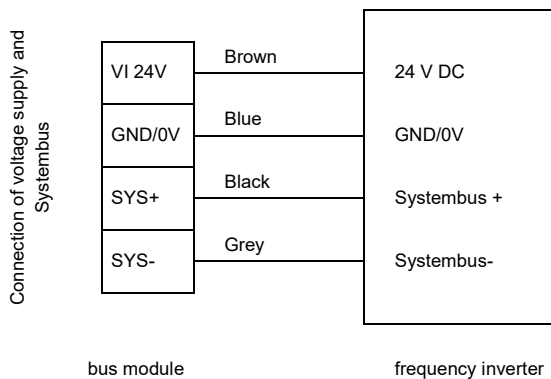 Connection of voltage supply and
Systembus
VI 24V
Brown
24 V DC
GND/0V
Blue
GND/0V
SYS+
Black
Systembus +
SYS-
Grey
Systembus-
bus module
frequency inverter